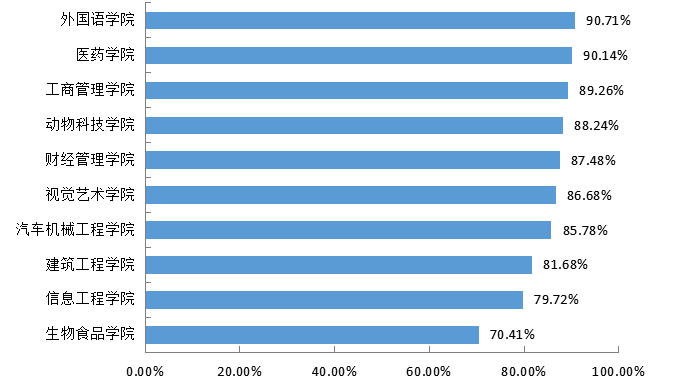 外国语学院 90.71%
医药学院 90.14%
工商管理学院 89.26%
动物科技学院 88.24%
财经管理学院 87.48%
视觉艺术学院 86.68%
汽车机械工程学院 85.78%
建筑工程学院 81.68%
信息工程学院 79.72%
生物食品学院 70.41%
0.00% 20.00% 40.00% 60.00% 80.00% 100.00%